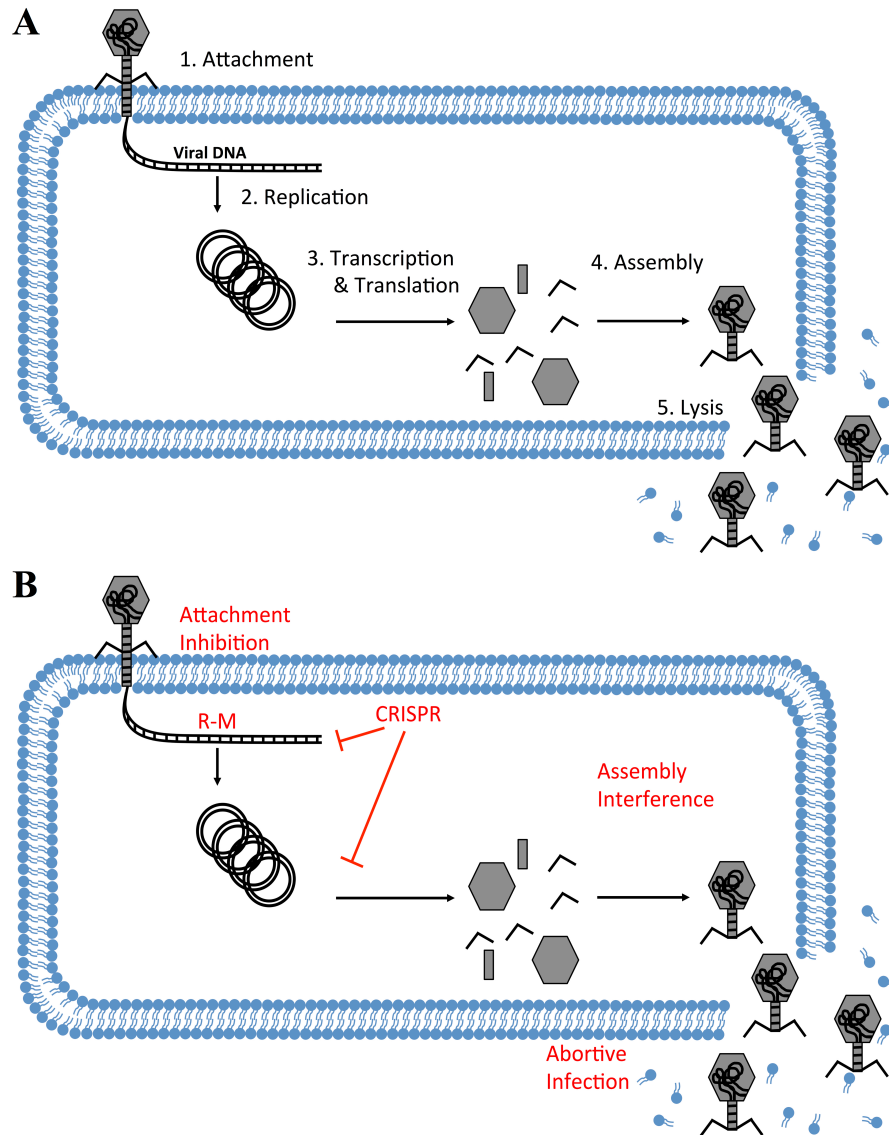 A
1. Attachment
Viral DNA
2. Replication
3. Transcription
& Translation
4. Assembly
5. Lysis
B
Attachment
Inhibition
R-M
CRISPR
Assembly
Interference
Abortive
Infection